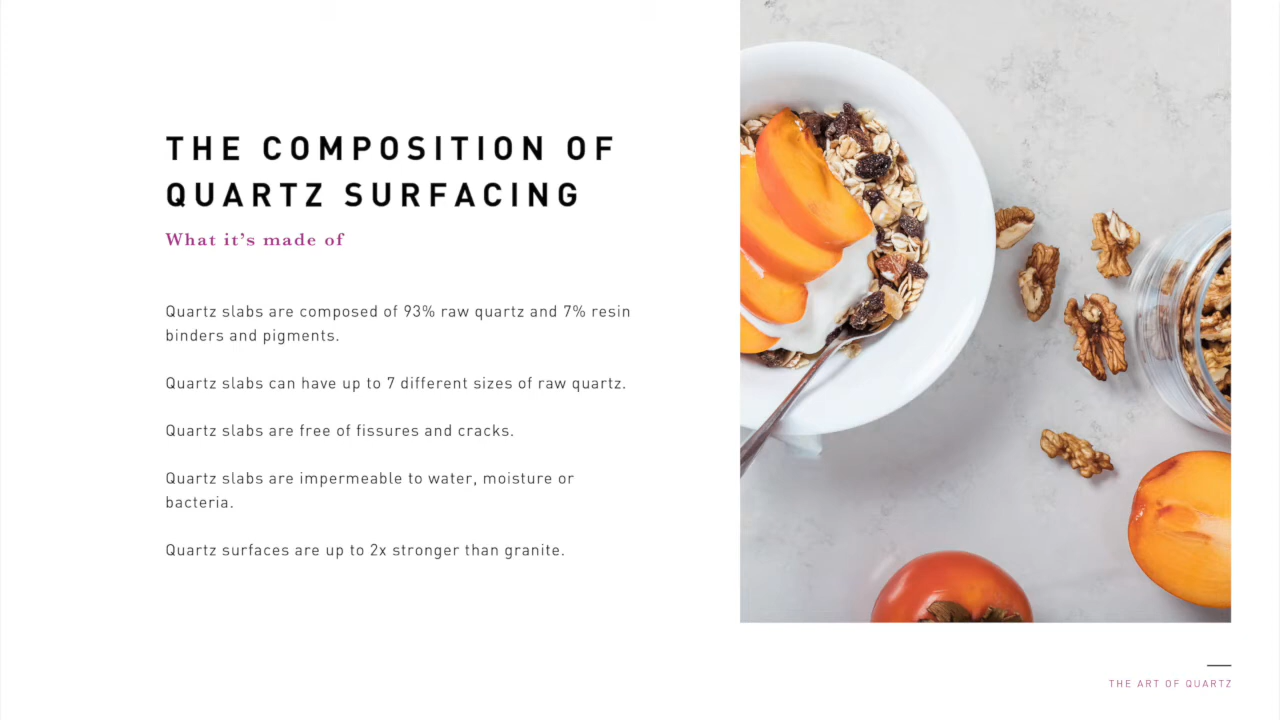 THE COMPOSITION OF
QUARTZ SURFACING
What it's made of
Quartz slabs are composed of 93% raw quartz and 7% resin
binders and pigments.
Quartz slabs can have up to 7 different sizes of raw quartz.
Quartz slabs are free of fissures and cracks.
Quartz slabs are impermeable to water, moisture or
bacteria.
Quartz surfaces are up to 2x stronger than granite.
THE ART OF QUARTZ